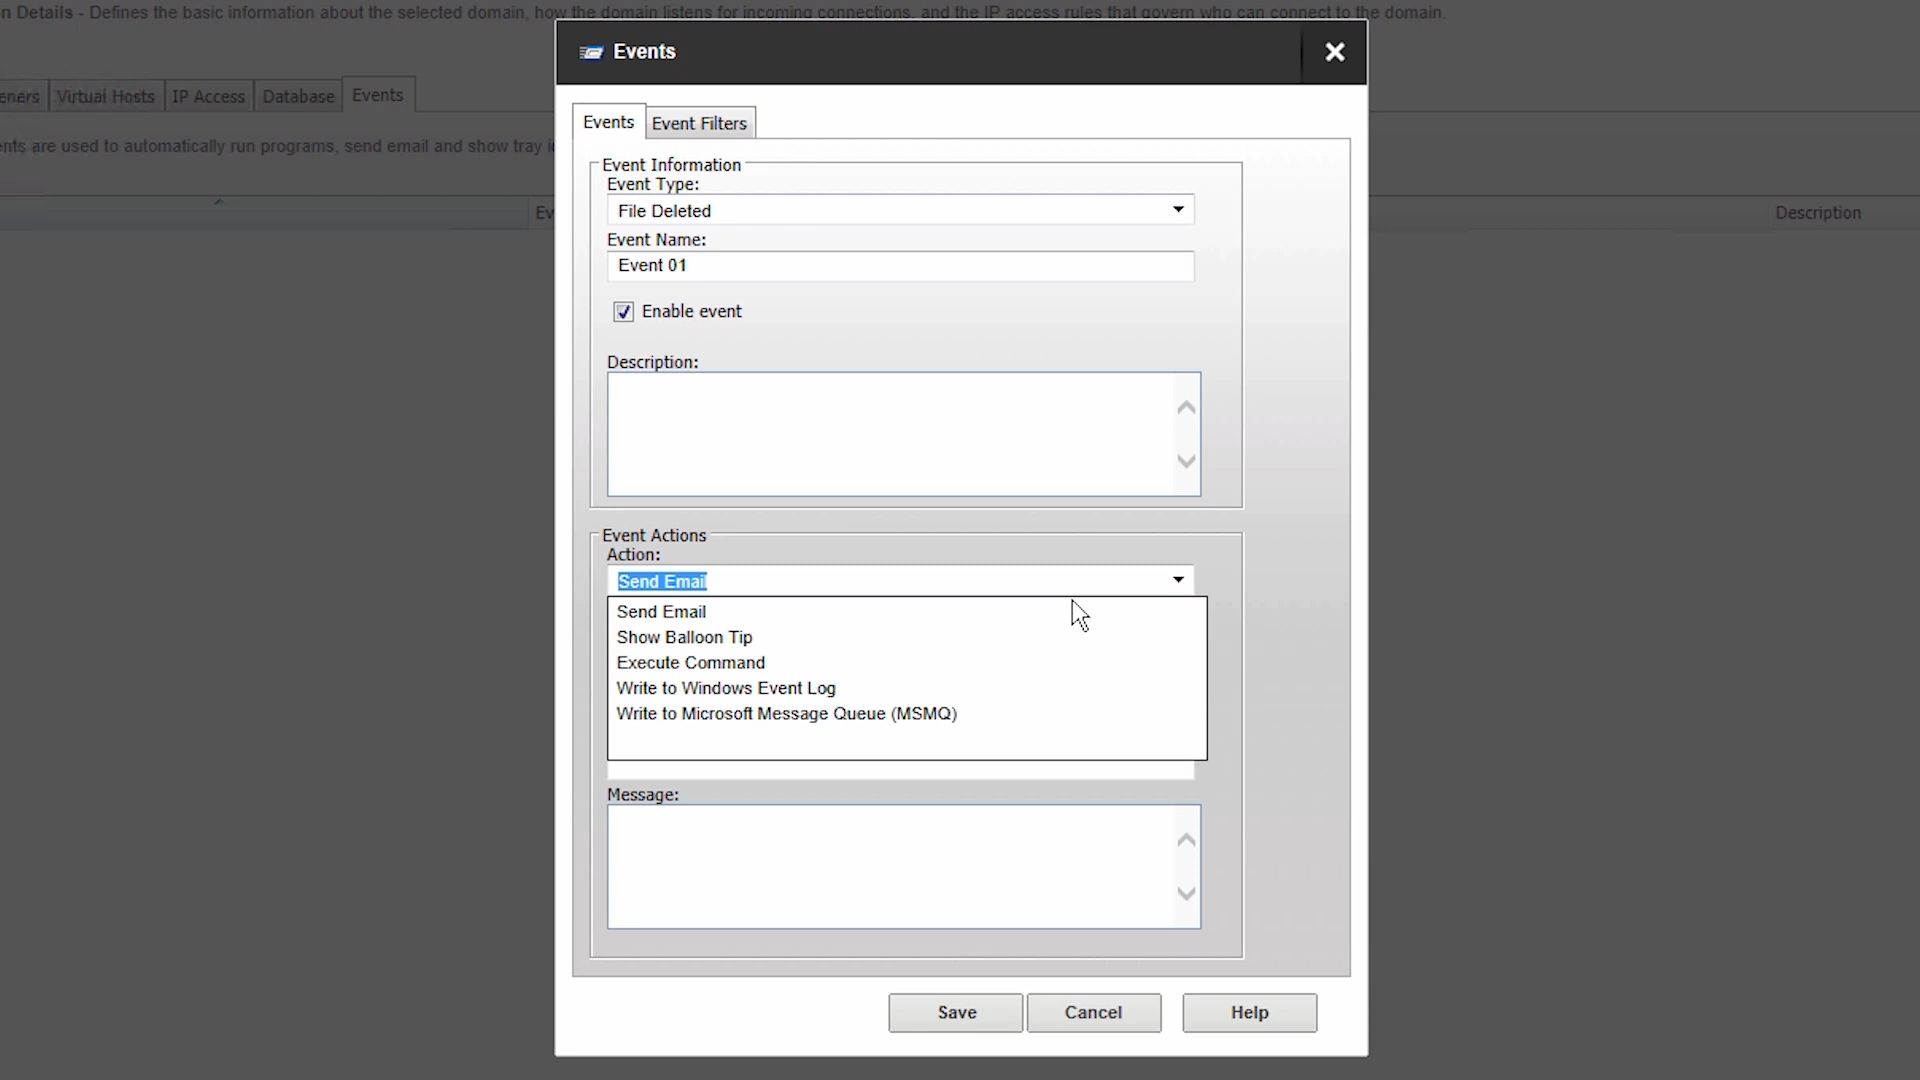 n Details - Defines the basic information about the selected domain, how the domain listens for incoming connections, and the IP access rules that govern who can connect to the domain.
Events
eners Virtual Hosts IP Access Database Events
Events Event Filters
ents are used to automatically run programs, send email and show tray i
Event Information
Event Type:
File Deleted
Ev
Description
Event Name:
Event 01
Enable event
Description:
Event Actions
Action:
Send Email
Send Email
Show Balloon Tip
Execute Command
Write to Windows Event Log
Write to Microsoft Message Queue (MSMQ)
Message:
Save Cancel Help